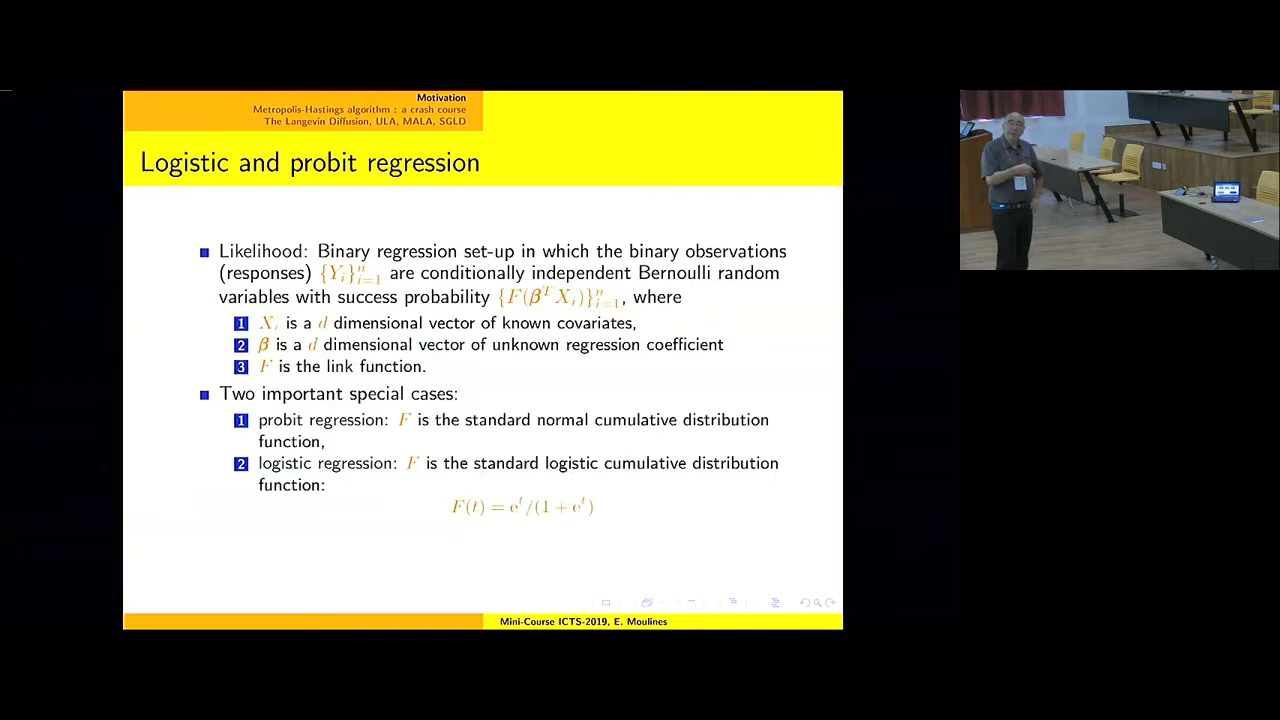 Motivation
Metropolis-Hastings algorithm : a crash course
The Langevin Diffusion, ULA, MALA, SGLD
Logistic and probit regression
Likelihood: Binary regression set-up in which the binary observations
(responses) {Y_i}_{i=1}^n are conditionally independent Bernoulli random
variables with success probability {F(β^T X_i)}_{i=1}^n, where
1 X_i is a d dimensional vector of known covariates,
2 β is a d dimensional vector of unknown regression coefficient
3 F is the link function.
Two important special cases:
1 probit regression: F is the standard normal cumulative distribution
function,
2 logistic regression: F is the standard logistic cumulative distribution
function:
F(t) = e^t/(1 + e^t)
Mini-Course ICTS-2019, E. Moulines